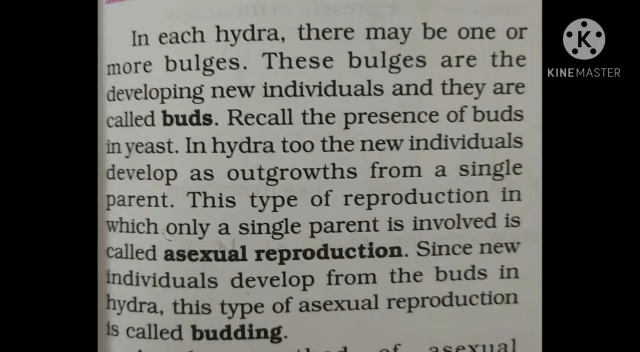 In each hydra, there may be one or
more bulges. These bulges are the
developing new individuals and they are
called buds. Recall the presence of buds
in yeast. In hydra too the new individuals
develop as outgrowths from a single
parent. This type of reproduction in
which only a single parent is involved is
called asexual reproduction. Since new
individuals develop from the buds in
hydra, this type of asexual reproduction
is called budding.
of asexual
KINEMASTER